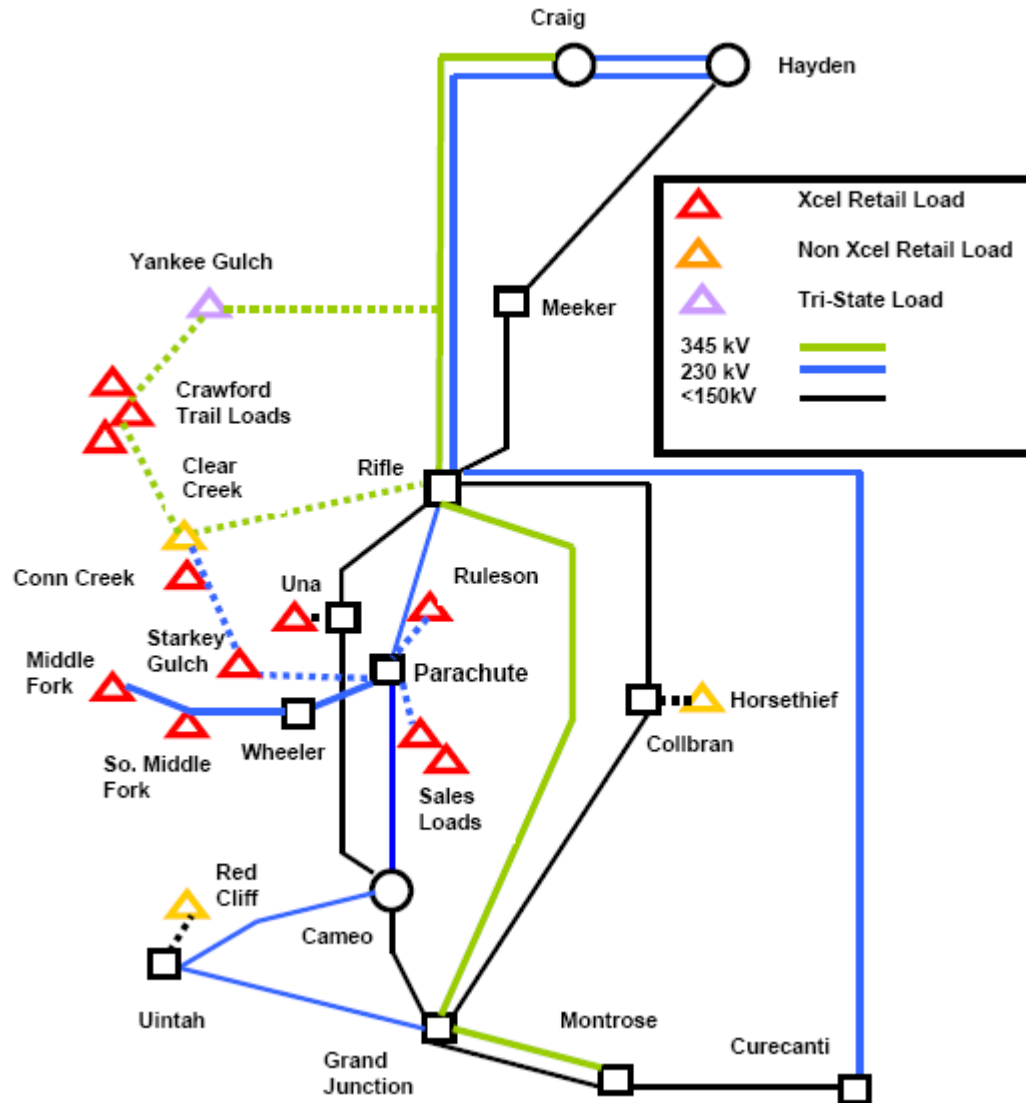 Craig
Hayden
Xcel Retail Load
Non Xcel Retail Load
Tri-State Load
345 kV
230 kV
<150kV
Yankee Gulch
Meeker
Crawford
Trail Loads
Clear
Creek
Rifle
Conn Creek
Una
Ruleson
Starkey
Gulch
Middle
Fork
Parachute
Horsethief
Wheeler
Collbran
So. Middle
Fork
Sales
Loads
Red
Cliff
Cameo
Uintah
Montrose
Curecanti
Grand
Junction